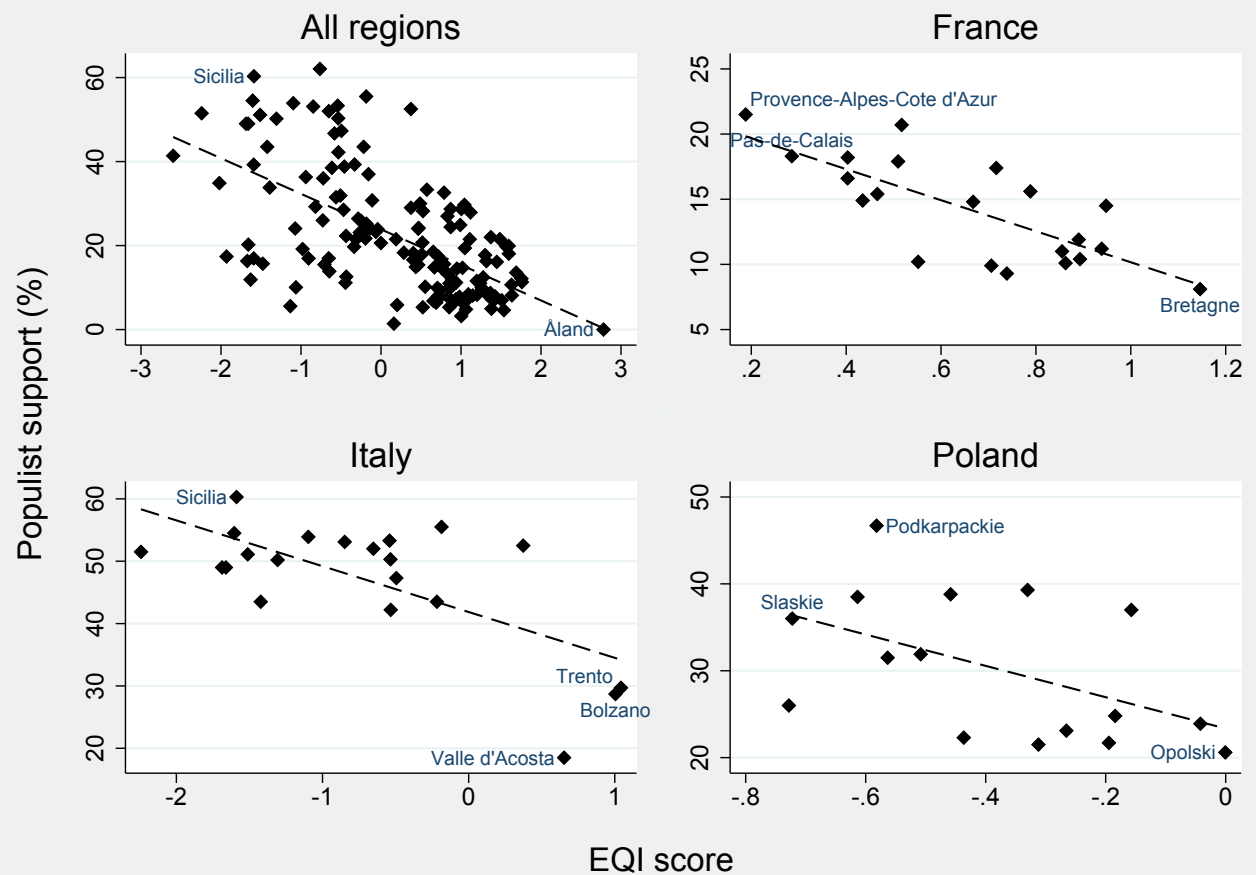 All regions
France
Populist support (%)
60
40
20
0
Sicilia
Åland
-3
-2
-1
0
1
2
3
25
20
15
10
5
Provence-Alpes-Cote d'Azur
Pas-de-Calais
Bretagne
.2
.4
.6
.8
1
1.2
Italy
Poland
60
50
40
30
20
Sicilia
Trento
Bolzano
Valle d'Acosta
-2
-1
0
1
50
40
30
20
Podkarpackie
Slaskie
Opolski
-.8
-.6
-.4
-.2
0
EQI score